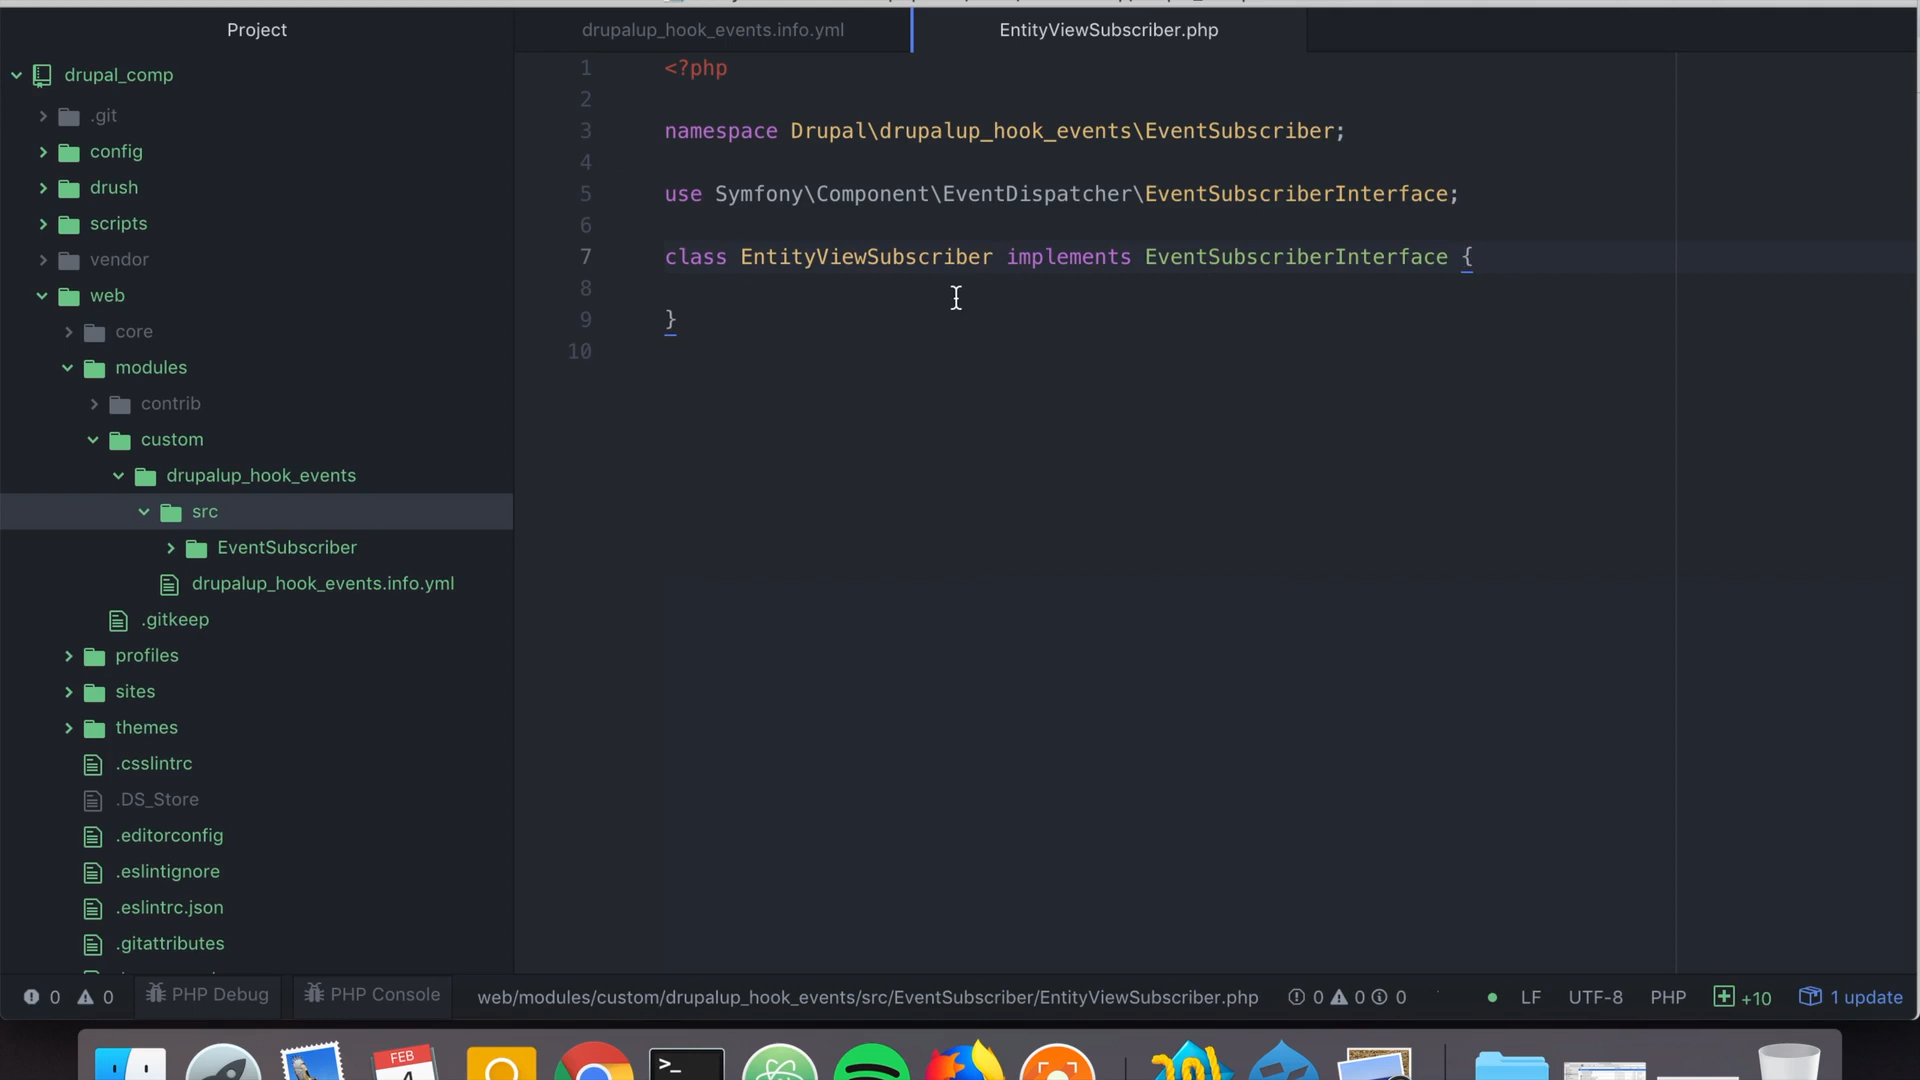 Project
drupal_comp
.git
config
drush
scripts
vendor
web
core
modules
contrib
custom
drupalup_hook_events
src
EventSubscriber
drupalup_hook_events.info.yml
.gitkeep
profiles
sites
themes
.csslintrc
.DS_Store
.editorconfig
.eslintignore
.eslintrc.json
.gitattributes
drupalup_hook_events.info.yml
EntityViewSubscriber.php
1 <?php
2
3 namespace Drupal\drupalup_hook_events\EventSubscriber;
4
5 use Symfony\Component\EventDispatcher\EventSubscriberInterface;
6
7 class EntityViewSubscriber implements EventSubscriberInterface {
8
9 }
10
0 0 PHP Debug PHP Console web/modules/custom/drupalup_hook_events/src/EventSubscriber/EntityViewSubscriber.php 0 0 0 LF UTF-8 PHP +10 1 update
FEB
>_